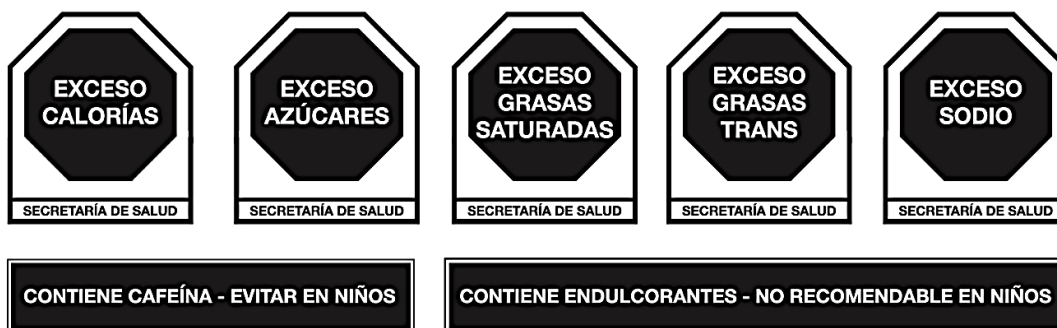 EXCESO
CALORÍAS
SECRETARÍA DE SALUD
EXCESO
AZÚCARES
SECRETARÍA DE SALUD
EXCESO
GRASAS
SATURADAS
SECRETARÍA DE SALUD
EXCESO
GRASAS
TRANS
SECRETARÍA DE SALUD
EXCESO
SODIO
SECRETARÍA DE SALUD
CONTIENE CAFEÍNA - EVITAR EN NIÑOS
CONTIENE ENDULCORANTES - NO RECOMENDABLE EN NIÑOS